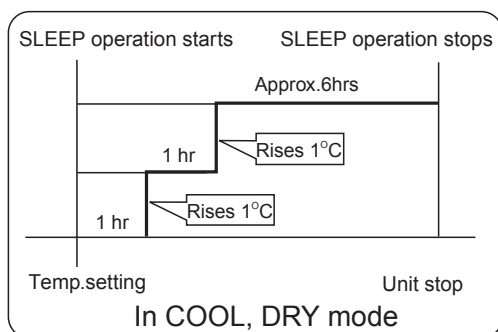 SLEEP operation starts SLEEP operation stops
Approx.6hrs
1 hr Rises 1°C
1 hr Rises 1°C
Temp.setting Unit stop
In COOL, DRY mode